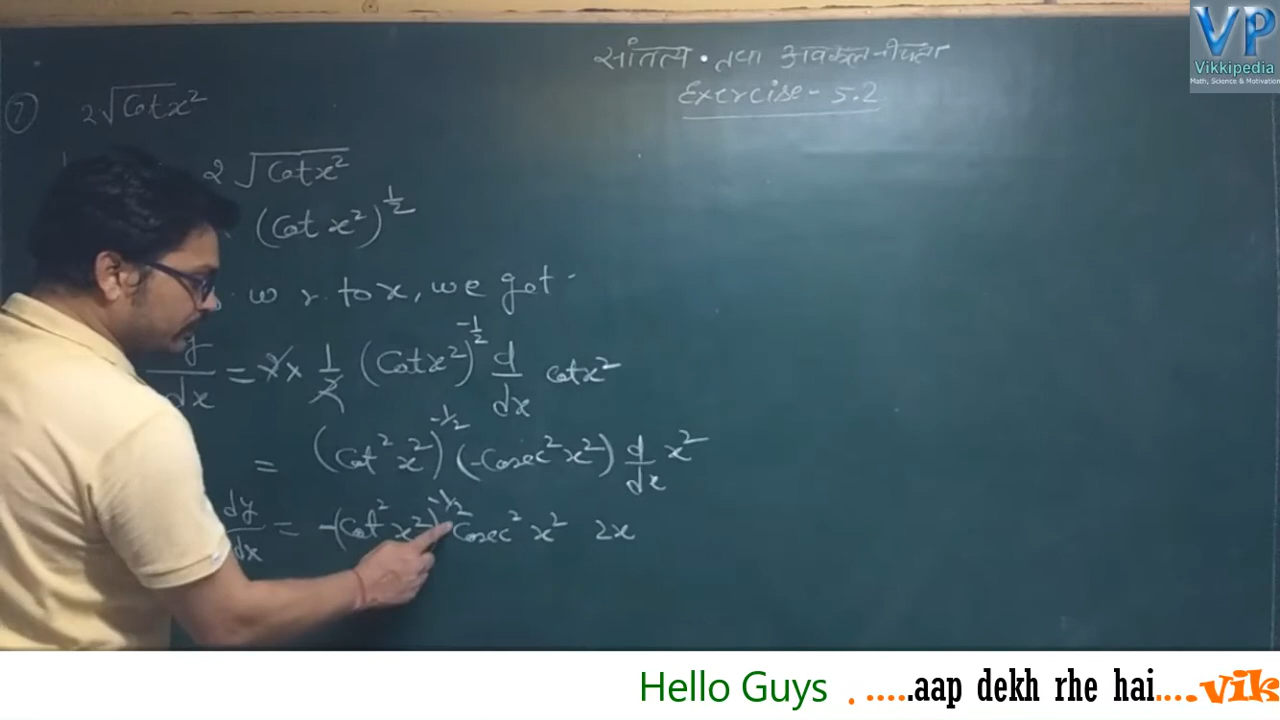 सांतत्य तथा
Exercise - 5.2
⑦ 2√Cot x²
2 √Cot x²
(Cot x²)^1/2
w r. to x, we got
dy/dx = 2 x 1/2 (Cot x²)^-1/2 d/dx cot x²
= (Cot² x²)^-1/2 (-Cosec² x²) d/dx x²
dy/dx = -(Cot² x²)^-1/2 Cosec² x² 2x
VP
Vikkipedia
Math, Science & Motivation
Hello Guys . .....aap dekh rhe hai.... vik